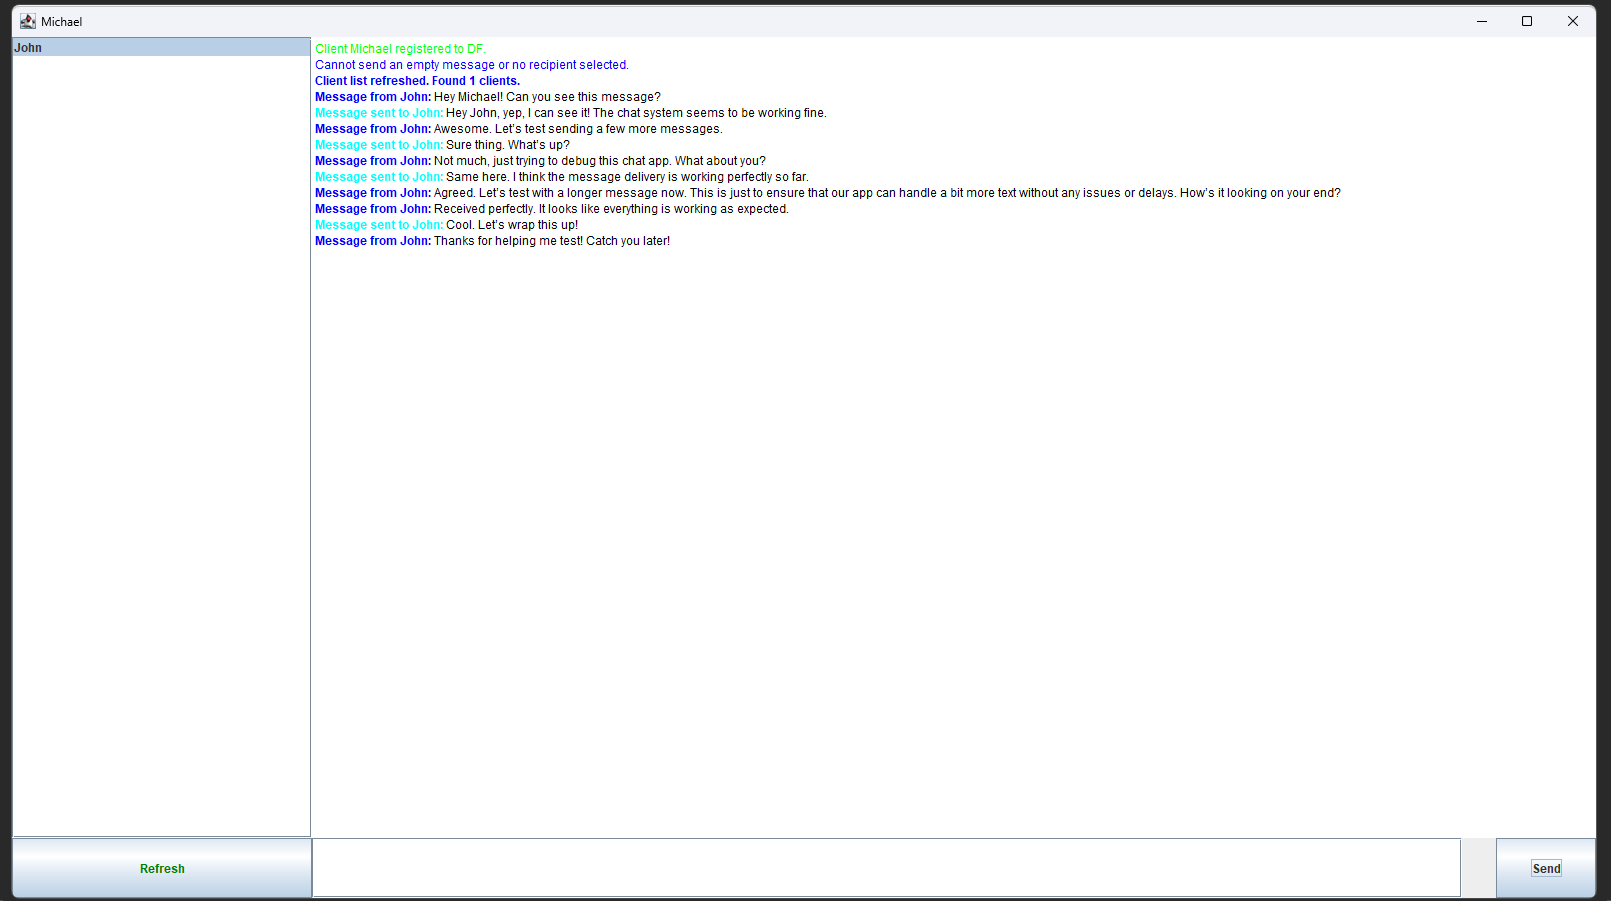 Michael
John
Client Michael registered to DF.
Cannot send an empty message or no recipient selected.
Client list refreshed. Found 1 clients.
Message from John: Hey Michael! Can you see this message?
Message sent to John: Hey John, yep, I can see it! The chat system seems to be working fine.
Message from John: Awesome. Let's test sending a few more messages.
Message sent to John: Sure thing. What's up?
Message from John: Not much, just trying to debug this chat app. What about you?
Message sent to John: Same here. I think the message delivery is working perfectly so far.
Message from John: Agreed. Let's test with a longer message now. This is just to ensure that our app can handle a bit more text without any issues or delays. How's it looking on your end?
Message from John: Received perfectly. It looks like everything is working as expected.
Message sent to John: Cool. Let's wrap this up!
Message from John: Thanks for helping me test! Catch you later!
Refresh
Send